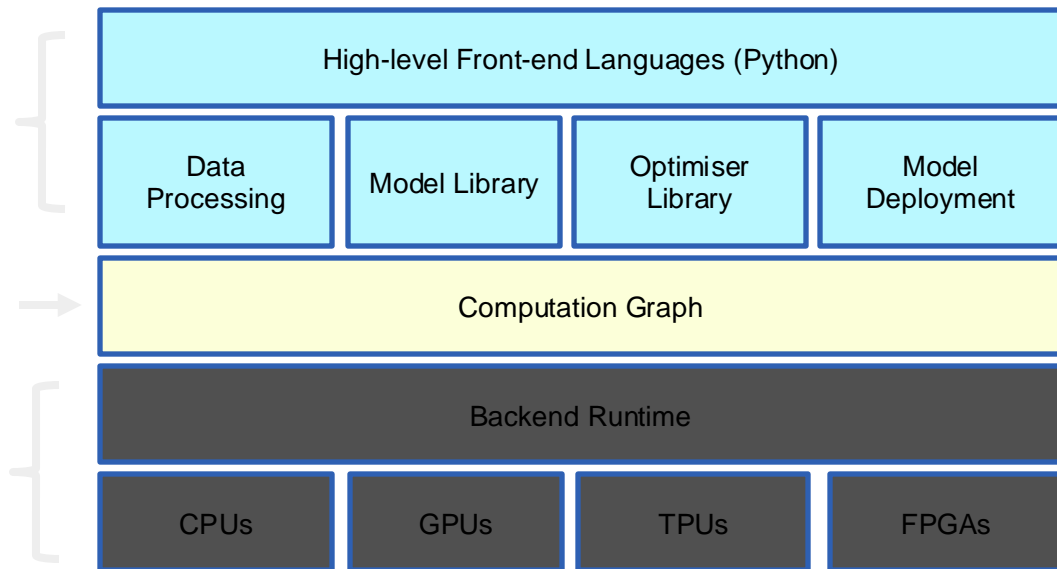 High-level Front-end Languages (Python)
Data
Processing
Model Library
Optimiser
Library
Model
Deployment
Computation Graph
Backend Runtime
CPUs
GPUs
TPUs
FPGAs